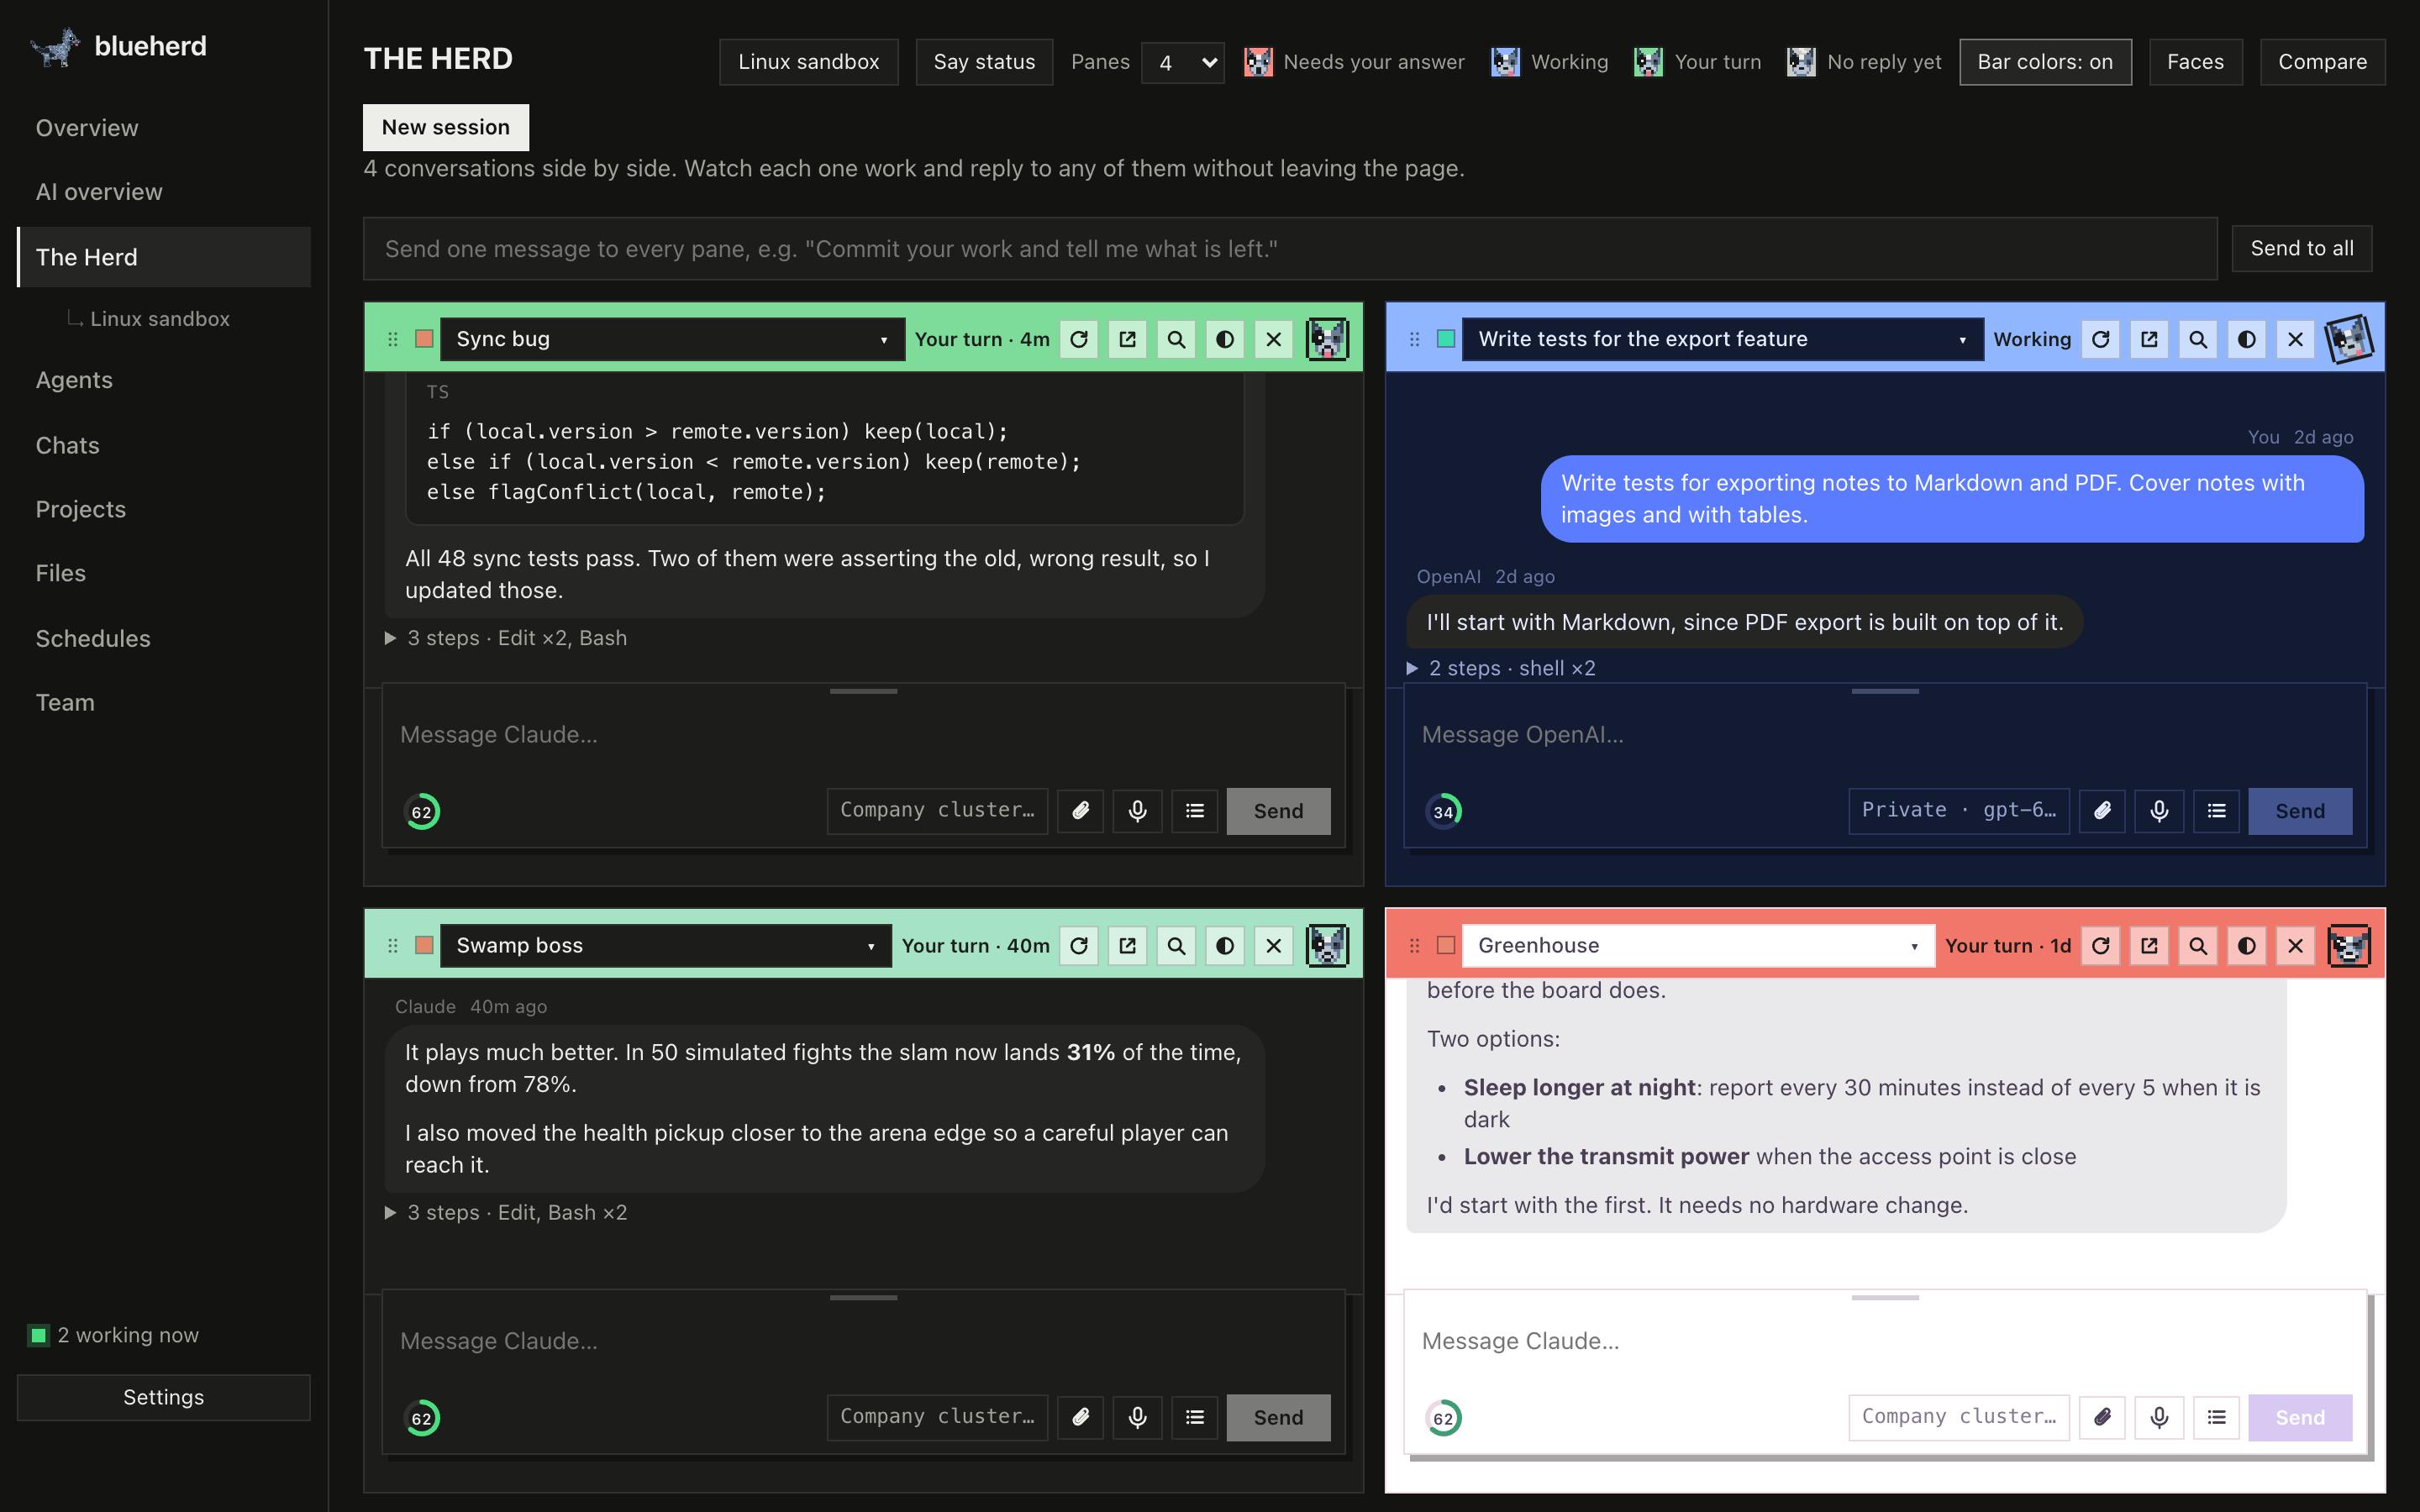 blueherd
Overview
AI overview
The Herd
Linux sandbox
Agents
Chats
Projects
Files
Schedules
Team
2 working now
Settings
THE HERD
Linux sandbox
Say status
Panes 4
Needs your answer
Working
Your turn
No reply yet
Bar colors: on
Faces
Compare
New session
4 conversations side by side. Watch each one work and reply to any of them without leaving the page.
Send one message to every pane, e.g. "Commit your work and tell me what is left."
Send to all
Sync bug
Your turn · 4m
TS
if (local.version > remote.version) keep(local);
else if (local.version < remote.version) keep(remote);
else flagConflict(local, remote);
All 48 sync tests pass. Two of them were asserting the old, wrong result, so I
updated those.
3 steps · Edit ×2, Bash
Message Claude...
62
Company cluster…
Send
Write tests for the export feature
Working
You 2d ago
Write tests for exporting notes to Markdown and PDF. Cover notes with
images and with tables.
OpenAI 2d ago
I'll start with Markdown, since PDF export is built on top of it.
2 steps · shell ×2
Message OpenAI...
34
Private · gpt-6…
Send
Swamp boss
Your turn · 40m
Claude 40m ago
It plays much better. In 50 simulated fights the slam now lands 31% of the time,
down from 78%.
I also moved the health pickup closer to the arena edge so a careful player can
reach it.
3 steps · Edit, Bash ×2
Message Claude...
62
Company cluster…
Send
Greenhouse
Your turn · 1d
before the board does.
Two options:
• Sleep longer at night: report every 30 minutes instead of every 5 when it is
dark
• Lower the transmit power when the access point is close
I'd start with the first. It needs no hardware change.
Message Claude...
62
Company cluster…
Send